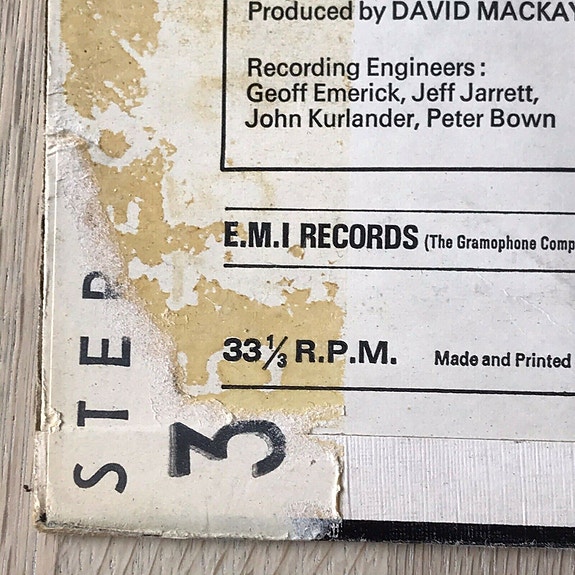 Produced by DAVID MACKAY
Recording Engineers:
Geoff Emerick, Jeff Jarrett,
John Kurlander, Peter Bown
E.M.I RECORDS (The Gramophone Comp
33⅓ R.P.M. Made and Printed
STEP
3